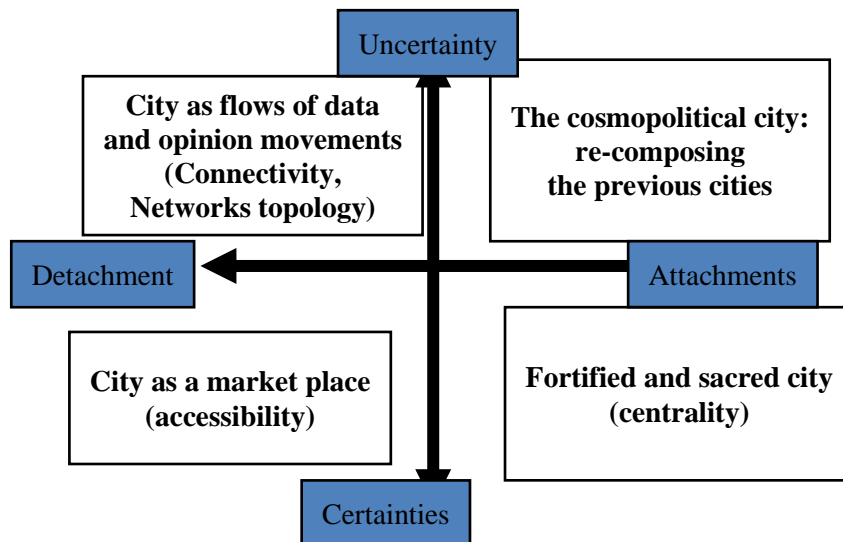 Uncertainty
City as flows of data
and opinion movements
(Connectivity,
Networks topology)
The cosmopolitical city:
re-composing
the previous cities
Detachment
Attachments
City as a market place
(accessibility)
Fortified and sacred city
(centrality)
Certainties